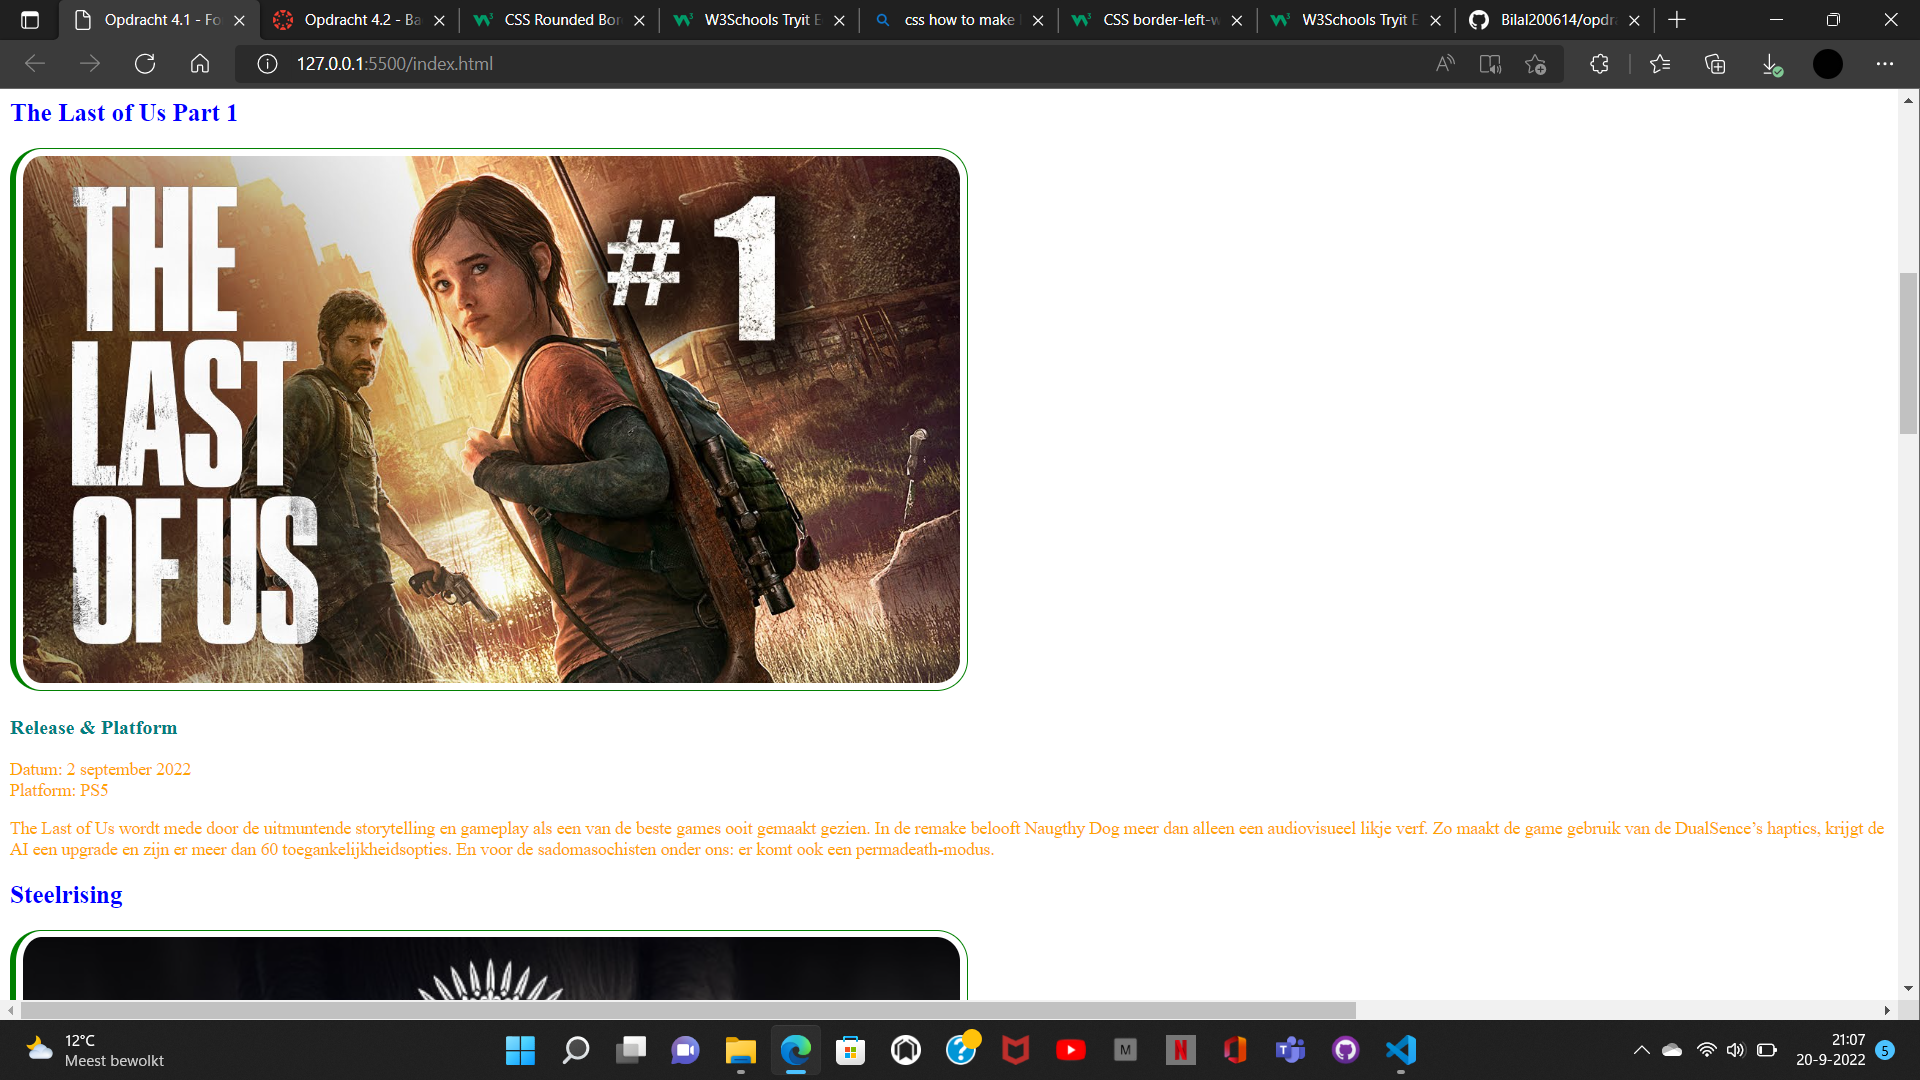 Opdracht 4.1 - Fo
Opdracht 4.2 - Ba
CSS Rounded Bor
W3Schools Tryit E
css how to make
CSS border-left-w
W3Schools Tryit E
Bilal200614/opdr
127.0.0.1:5500/index.html
The Last of Us Part 1
THE
LAST
OF US
#1
Release & Platform
Datum: 2 september 2022
Platform: PS5
The Last of Us wordt mede door de uitmuntende storytelling en gameplay als een van de beste games ooit gemaakt gezien. In de remake belooft Naugthy Dog meer dan alleen een audiovisueel likje verf. Zo maakt de game gebruik van de DualSence’s haptics, krijgt de
AI een upgrade en zijn er meer dan 60 toegankelijkheidsopties. En voor de sadomasochisten onder ons: er komt ook een permadeath-modus.
Steelrising
12°C
Meest bewolkt
21:07
20-9-2022
5